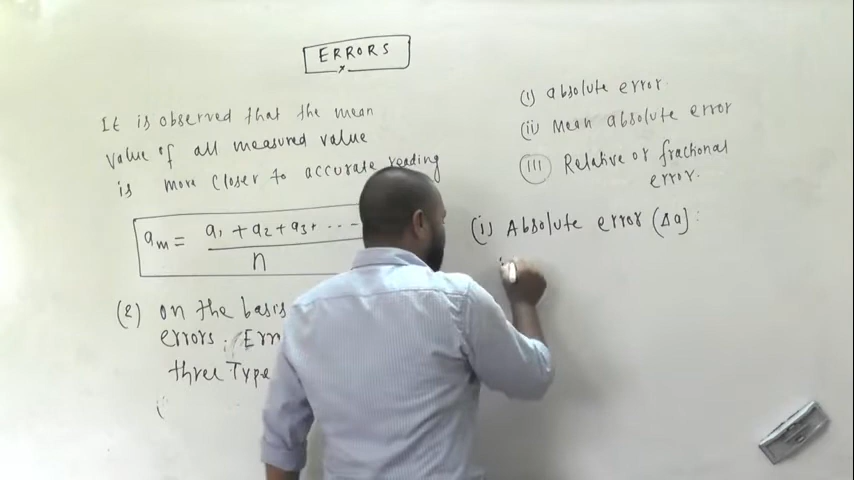 ERRORS
It is observed that the mean
value of all measured value
is more closer to accurate reading
am = a1 + a2 + a3 + ... --
n
(2) on the basis
errors. Err
three Type
(
(i) absolute error.
(ii) Mean absolute error
(III) Relative or fractional
error.
(i) Absolute error (Δa):